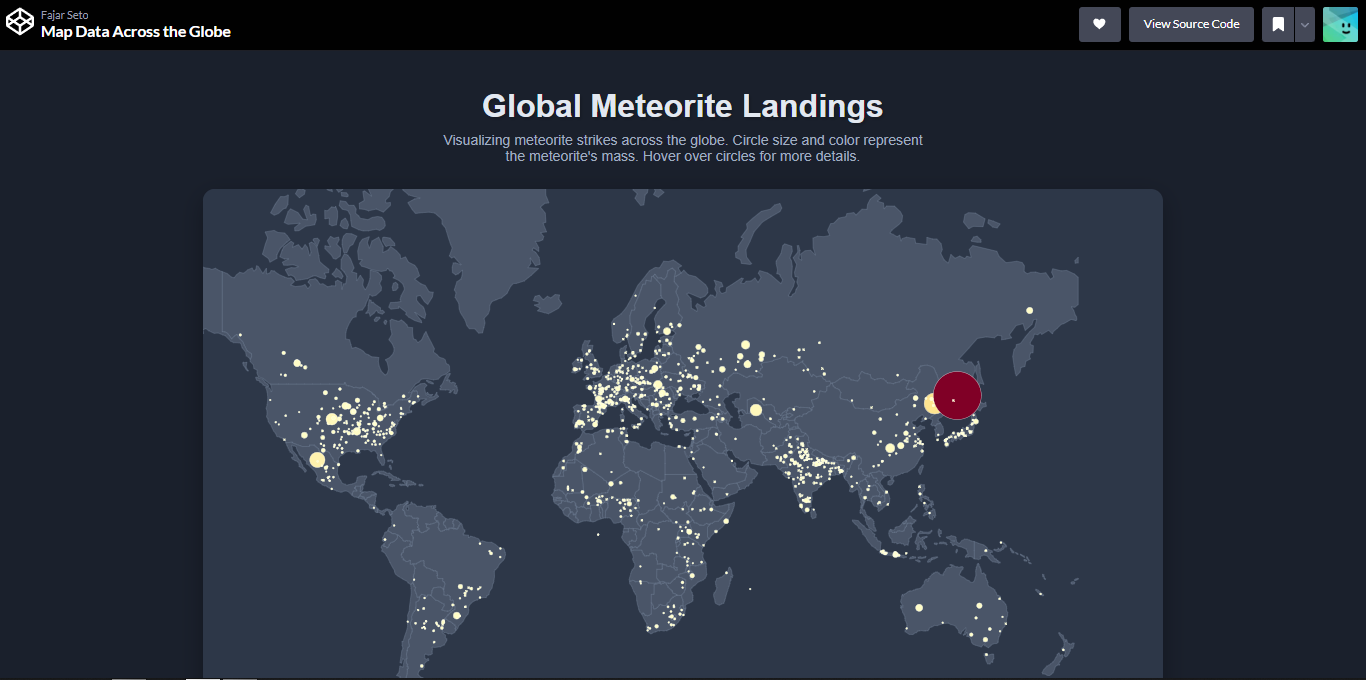 Fajar Seto
Map Data Across the Globe
View Source Code
Global Meteorite Landings
Visualizing meteorite strikes across the globe. Circle size and color represent
the meteorite's mass. Hover over circles for more details.